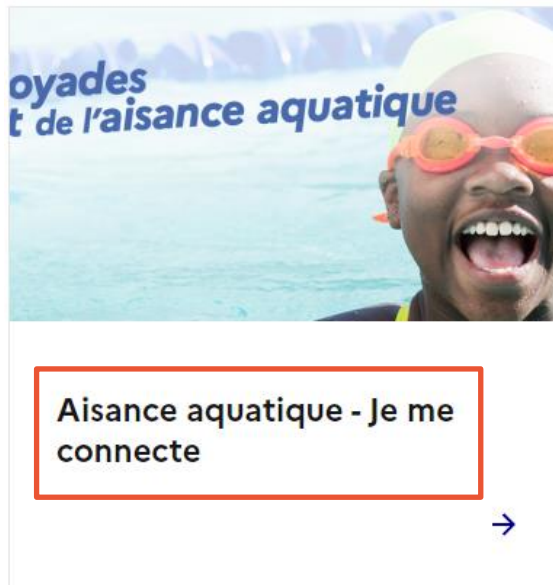 oyades
t de l'aisance aquatique
Aisance aquatique - Je me
connecte